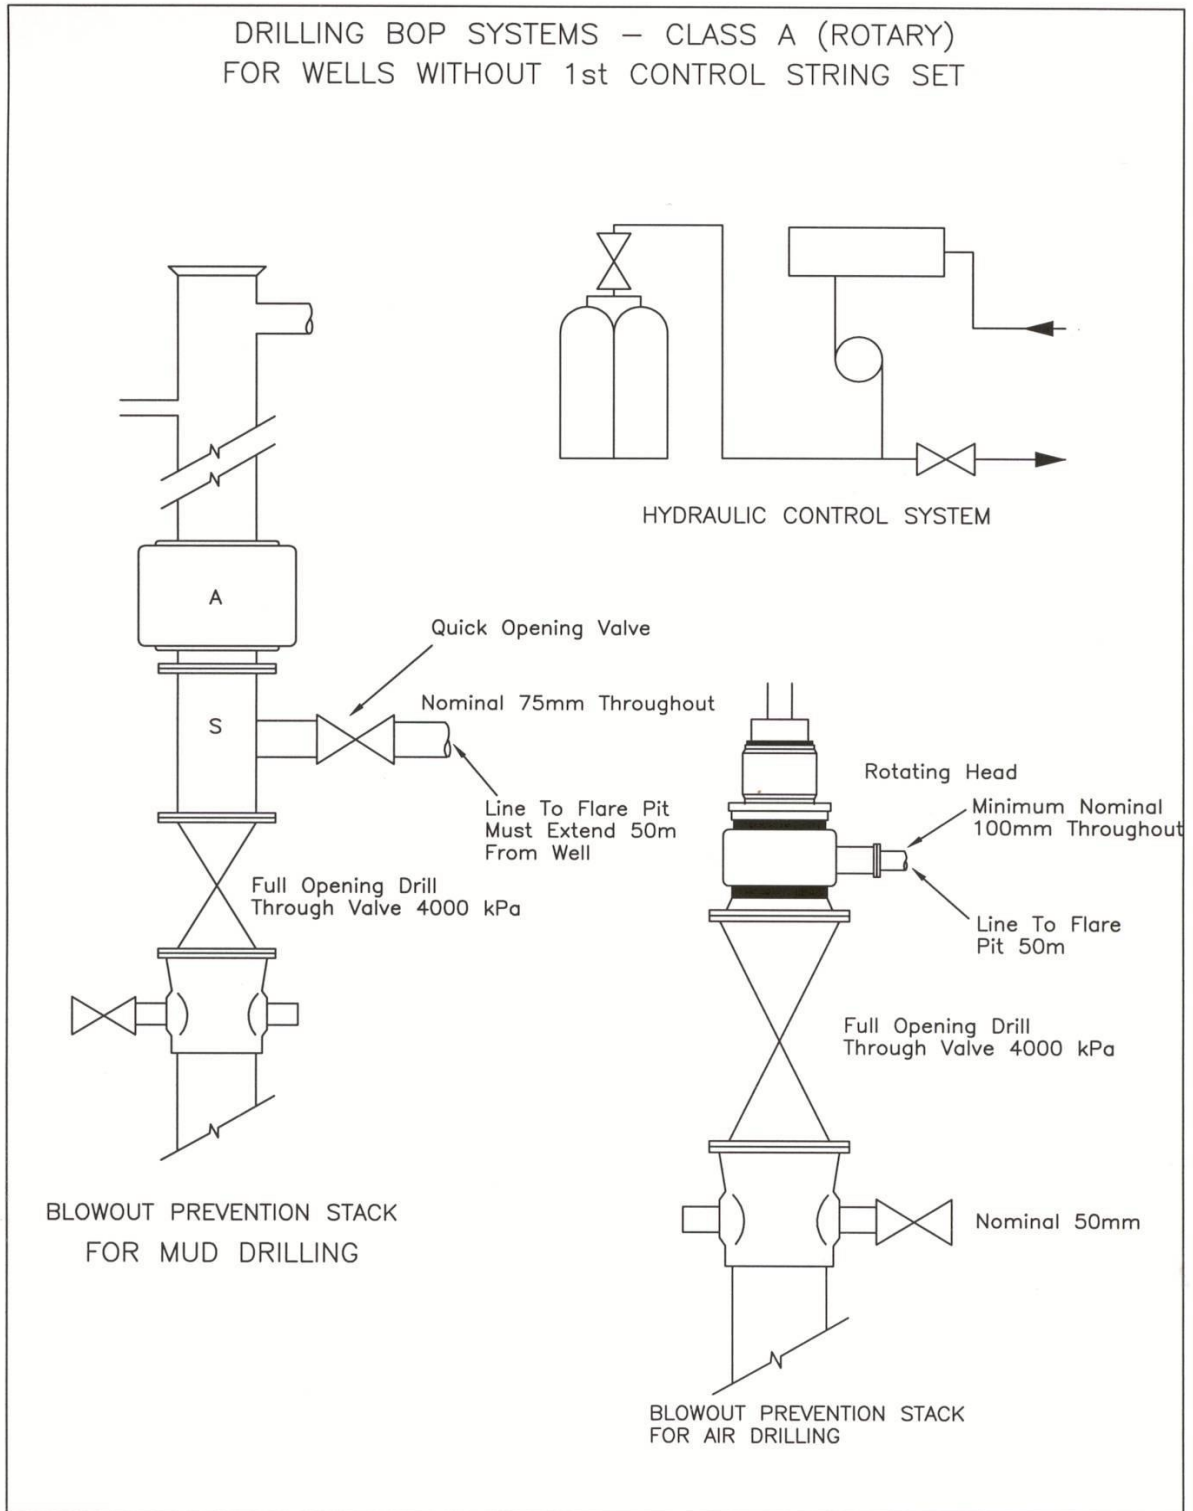 DRILLING BOP SYSTEMS – CLASS A (ROTARY)
FOR WELLS WITHOUT 1st CONTROL STRING SET
HYDRAULIC CONTROL SYSTEM
A
Quick Opening Valve
Nominal 75mm Throughout
S
Line To Flare Pit
Must Extend 50m
From Well
Full Opening Drill
Through Valve 4000 kPa
BLOWOUT PREVENTION STACK
FOR MUD DRILLING
Rotating Head
Minimum Nominal
100mm Throughout
Line To Flare
Pit 50m
Full Opening Drill
Through Valve 4000 kPa
Nominal 50mm
BLOWOUT PREVENTION STACK
FOR AIR DRILLING